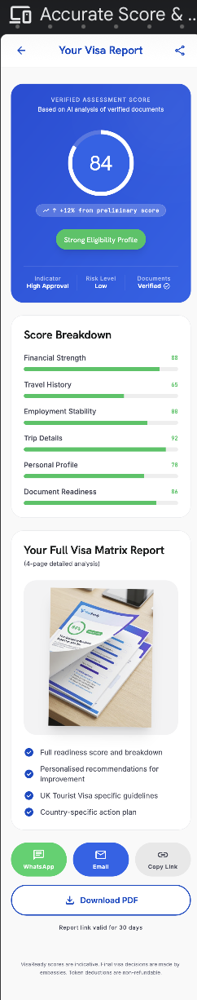 Accurate Score & ...
Your Visa Report
VERIFIED ASSESSMENT SCORE
Based on AI analysis of verified documents
84
↑ +12% from preliminary score
Strong Eligibility Profile
Indicator
High Approval
Risk Level
Low
Documents
Verified
Score Breakdown
Financial Strength 88
Travel History 65
Employment Stability 80
Trip Details 92
Personal Profile 78
Document Readiness 86
Your Full Visa Matrix Report
(4-page detailed analysis)
84%
Full readiness score and breakdown
Personalised recommendations for
improvement
UK Tourist Visa specific guidelines
Country-specific action plan
WhatsApp
Email
Copy Link
Download PDF
Report link valid for 30 days
VisaReady scores are indicative. Final visa decisions are made by
embassies. Token deductions are non-refundable.